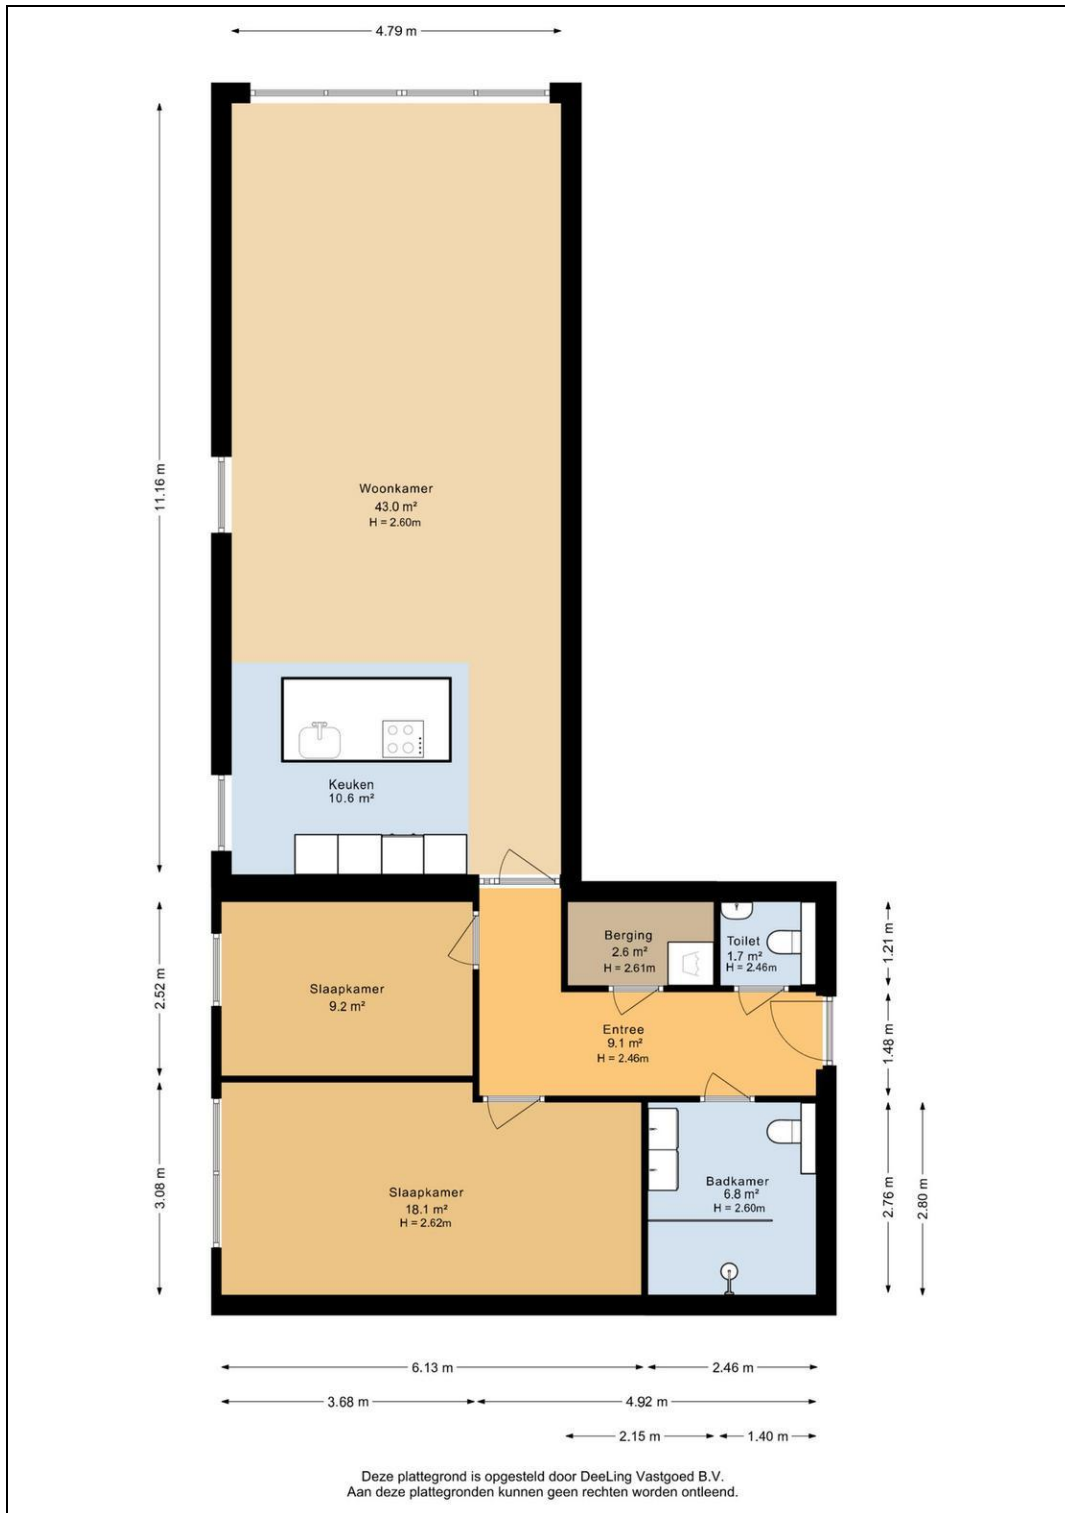 4.79 m
11.16 m
Woonkamer
43.0 m²
H = 2.60m
Keuken
10.6 m²
Berging
2.6 m²
H = 2.61m
Toilet
1.7 m²
H = 2.46m
1.21 m
2.52 m
Slaapkamer
9.2 m²
Entree
9.1 m²
H = 2.46m
1.48 m
3.08 m
Slaapkamer
18.1 m²
H = 2.62m
Badkamer
6.8 m²
H = 2.60m
2.76 m
2.80 m
6.13 m
2.46 m
3.68 m
4.92 m
2.15 m
1.40 m
Deze plattegrond is opgesteld door DeeLing Vastgoed B.V.
Aan deze plattegronden kunnen geen rechten worden ontleend.